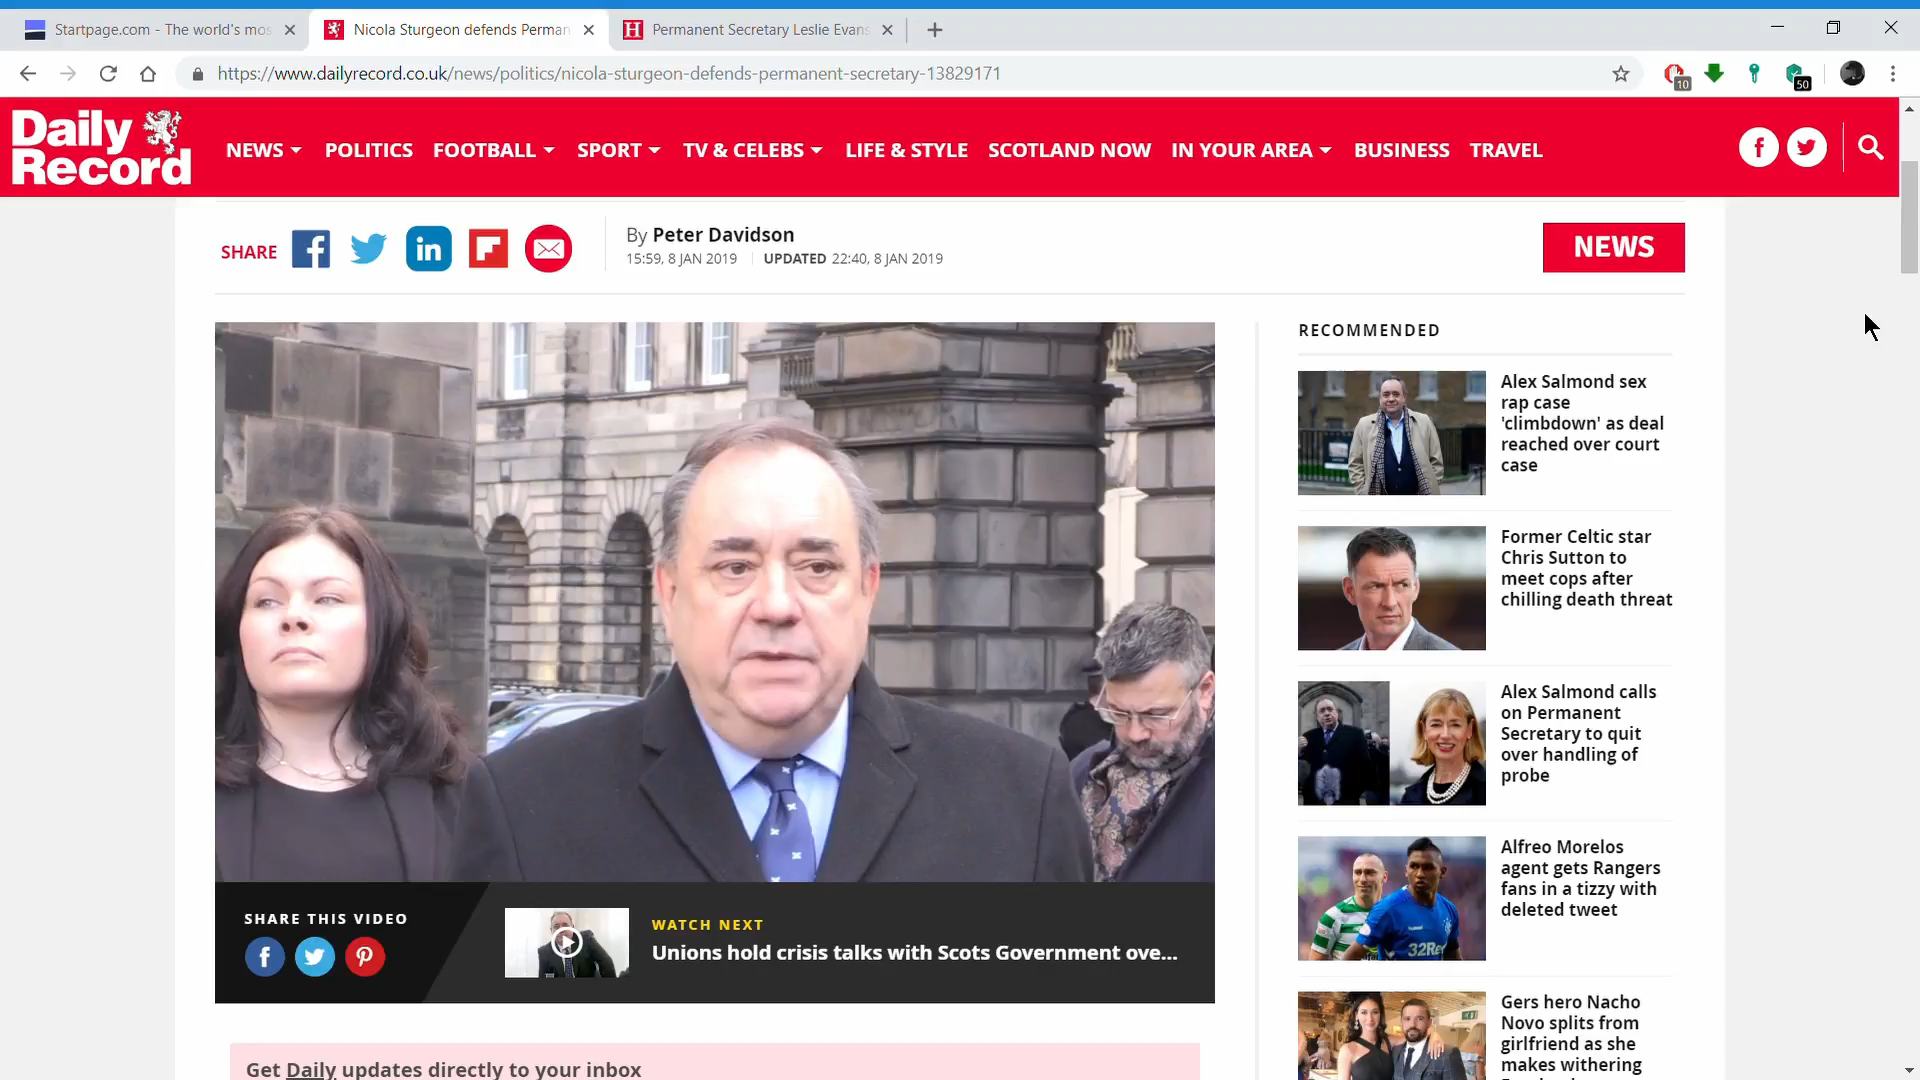 Startpage.com - The world's mos
Nicola Sturgeon defends Perman
Permanent Secretary Leslie Evans
https://www.dailyrecord.co.uk/news/politics/nicola-sturgeon-defends-permanent-secretary-13829171
10
50
Daily
Record
NEWS
POLITICS
FOOTBALL
SPORT
TV & CELEBS
LIFE & STYLE
SCOTLAND NOW
IN YOUR AREA
BUSINESS
TRAVEL
SHARE
By Peter Davidson
15:59, 8 JAN 2019
UPDATED 22:40, 8 JAN 2019
NEWS
RECOMMENDED
Alex Salmond sex
rap case
'climbdown' as deal
reached over court
case
Former Celtic star
Chris Sutton to
meet cops after
chilling death threat
Alex Salmond calls
on Permanent
Secretary to quit
over handling of
probe
Alfreo Morelos
agent gets Rangers
fans in a tizzy with
deleted tweet
32Re
Gers hero Nacho
Novo splits from
girlfriend as she
makes withering
SHARE THIS VIDEO
WATCH NEXT
Unions hold crisis talks with Scots Government ove...
Get Daily updates directly to your inbox